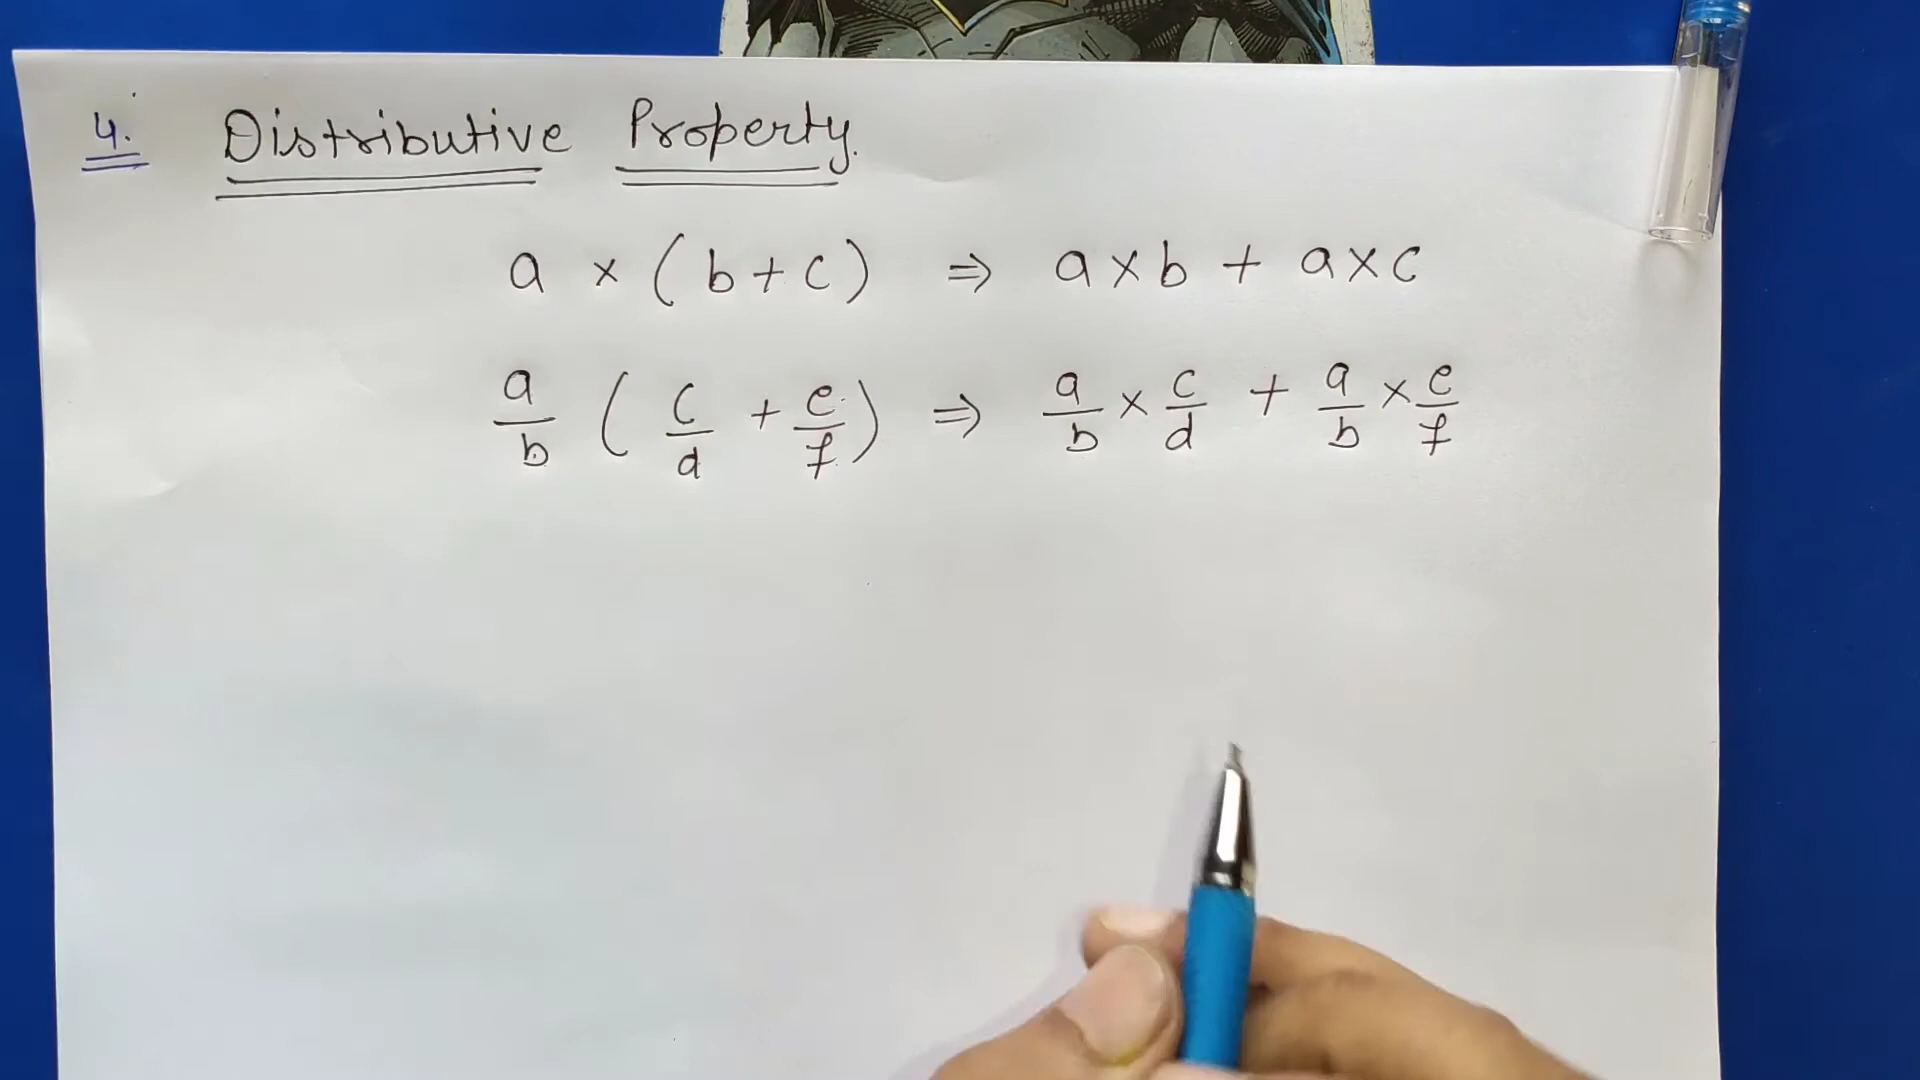 4. Distributive Property.
a × (b+c) ⇒ a×b + a×c
a/b (c/d + e/f) ⇒ a/b × c/d + a/b × e/f